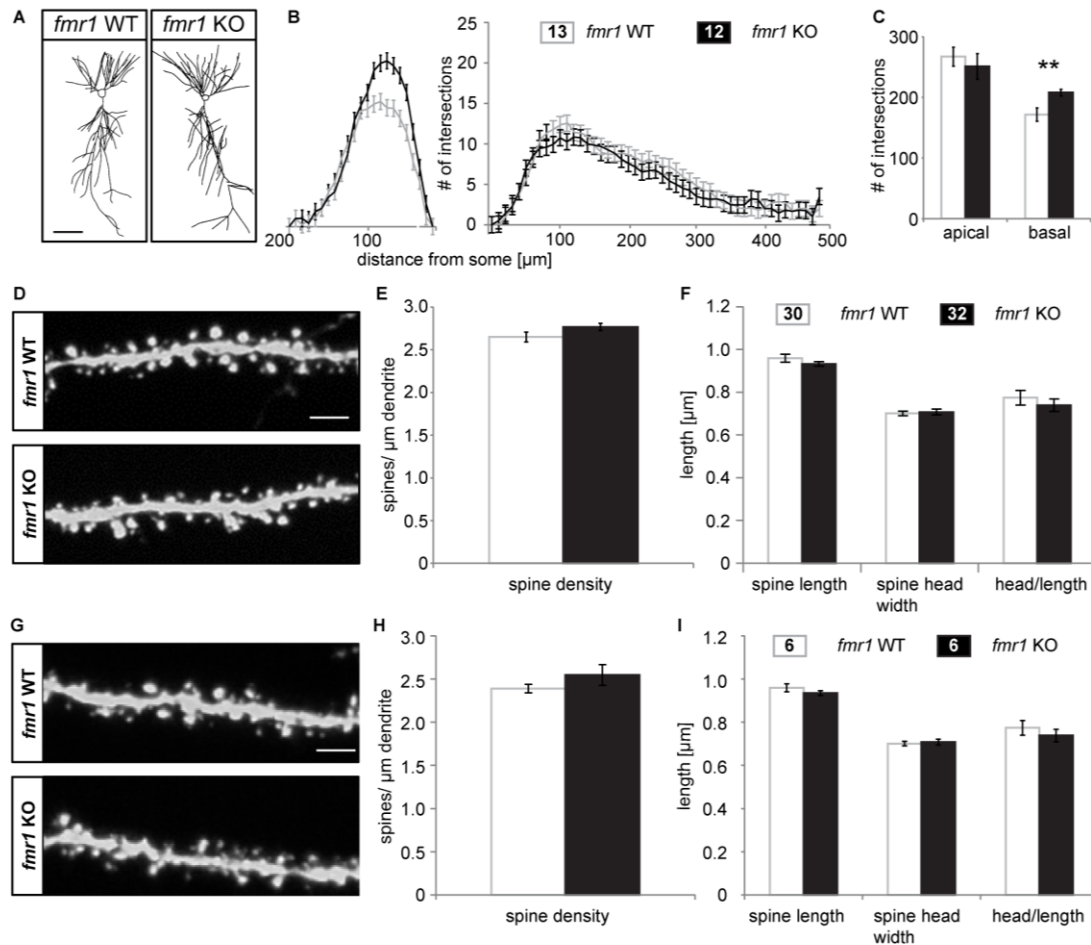 A
fmr1 WT
fmr1 KO
B
13 fmr1 WT
12 fmr1 KO
# of intersections
25
20
15
10
5
0
200
100
100
200
300
400
500
distance from some [µm]
C
# of intersections
300
200
100
0
**
apical
basal
D
fmr1 WT
fmr1 KO
E
spines/ µm dendrite
3.0
2.5
2.0
1.5
1.0
0.5
0
spine density
F
30 fmr1 WT
32 fmr1 KO
length [µm]
1.2
1.0
0.8
0.6
0.4
0.2
0
spine length
spine head
width
head/length
G
fmr1 WT
fmr1 KO
H
spines/ µm dendrite
3.0
2.5
2.0
1.5
1.0
0.5
0
spine density
I
6 fmr1 WT
6 fmr1 KO
length [µm]
1.2
1.0
0.8
0.6
0.4
0.2
0
spine length
spine head
width
head/length